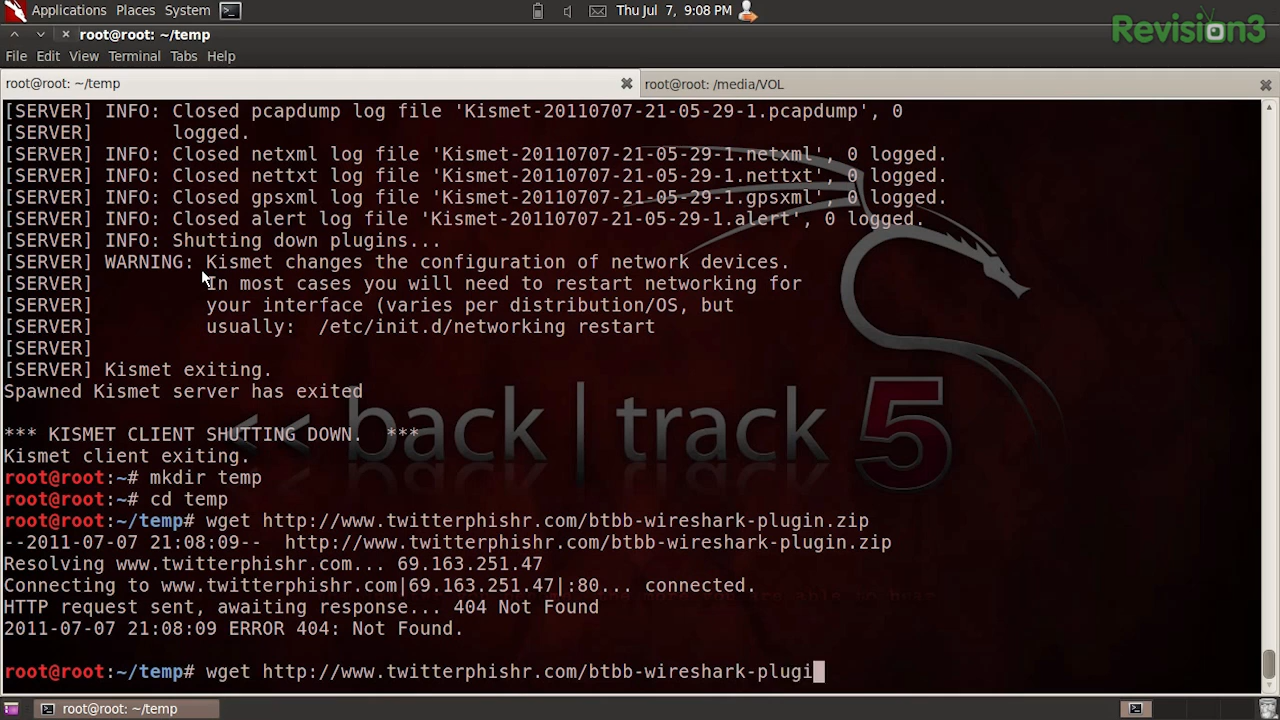 Applications Places System Thu Jul 7, 9:08 PM
Revision3
root@root: ~/temp
File Edit View Terminal Tabs Help
root@root: ~/temp root@root: /media/VOL
[SERVER] INFO: Closed pcapdump log file 'Kismet-20110707-21-05-29-1.pcapdump', 0
[SERVER] logged.
[SERVER] INFO: Closed netxml log file 'Kismet-20110707-21-05-29-1.netxml', 0 logged.
[SERVER] INFO: Closed nettxt log file 'Kismet-20110707-21-05-29-1.nettxt', 0 logged.
[SERVER] INFO: Closed gpsxml log file 'Kismet-20110707-21-05-29-1.gpsxml', 0 logged.
[SERVER] INFO: Closed alert log file 'Kismet-20110707-21-05-29-1.alert', 0 logged.
[SERVER] INFO: Shutting down plugins...
[SERVER] WARNING: Kismet changes the configuration of network devices.
[SERVER] In most cases you will need to restart networking for
[SERVER] your interface (varies per distribution/OS, but
[SERVER] usually: /etc/init.d/networking restart
[SERVER]
[SERVER] Kismet exiting.
Spawned Kismet server has exited
<< back | track 5
*** KISMET CLIENT SHUTTING DOWN. ***
Kismet client exiting.
root@root:~# mkdir temp
root@root:~# cd temp
root@root:~/temp# wget http://www.twitterphishr.com/btbb-wireshark-plugin.zip
--2011-07-07 21:08:09-- http://www.twitterphishr.com/btbb-wireshark-plugin.zip
Resolving www.twitterphishr.com... 69.163.251.47
Connecting to www.twitterphishr.com|69.163.251.47|:80... connected.
HTTP request sent, awaiting response... 404 Not Found
2011-07-07 21:08:09 ERROR 404: Not Found.
root@root:~/temp# wget http://www.twitterphishr.com/btbb-wireshark-plugi
root@root: ~/temp